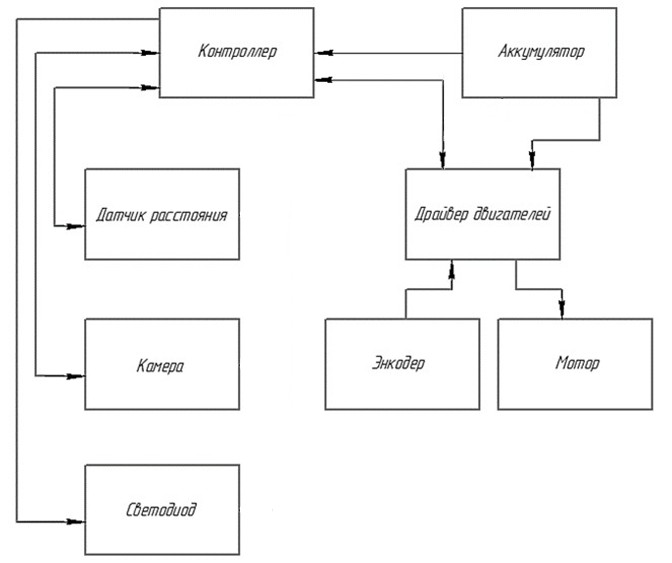 Контроллер
Аккумулятор
Датчик расстояния
Драйвер двигателей
Камера
Энкодер
Мотор
Светодиод